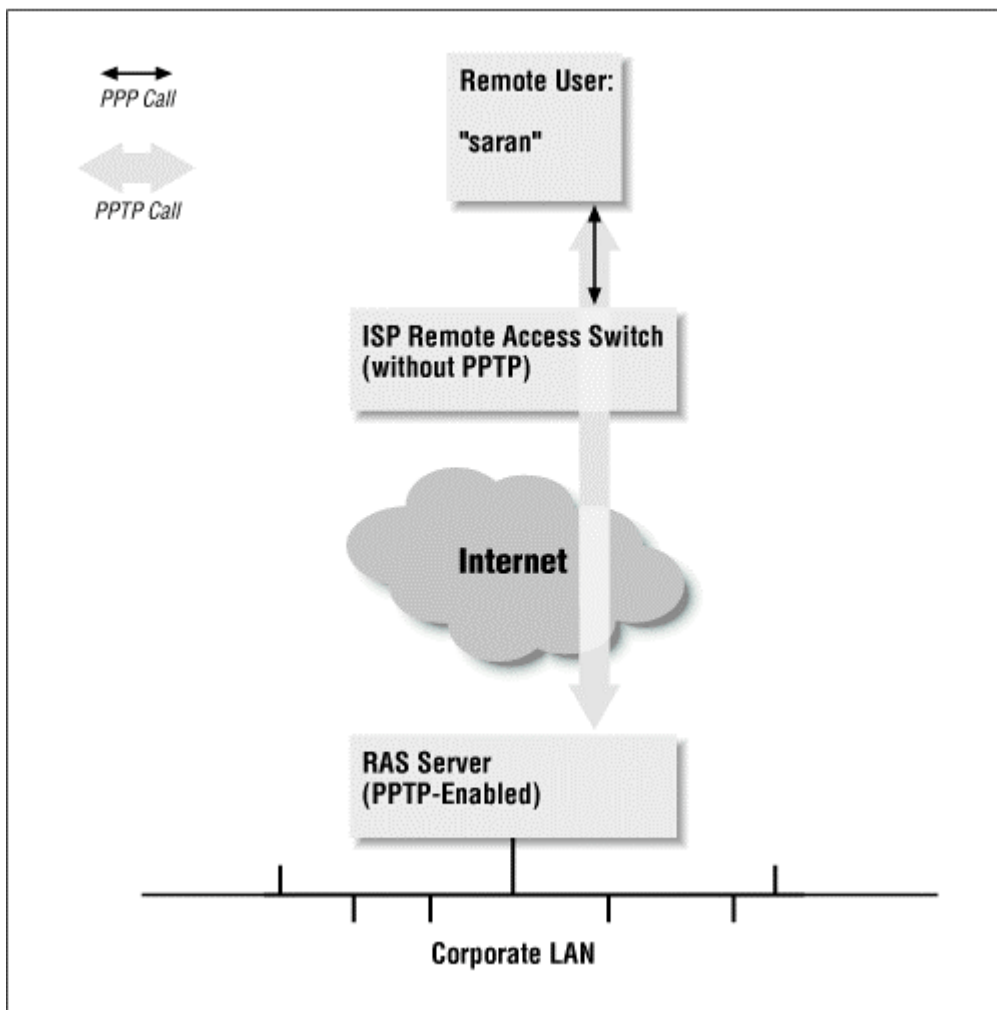 PPP Call
PPTP Call
Remote User:
"saran"
ISP Remote Access Switch
(without PPTP)
Internet
RAS Server
(PPTP-Enabled)
Corporate LAN